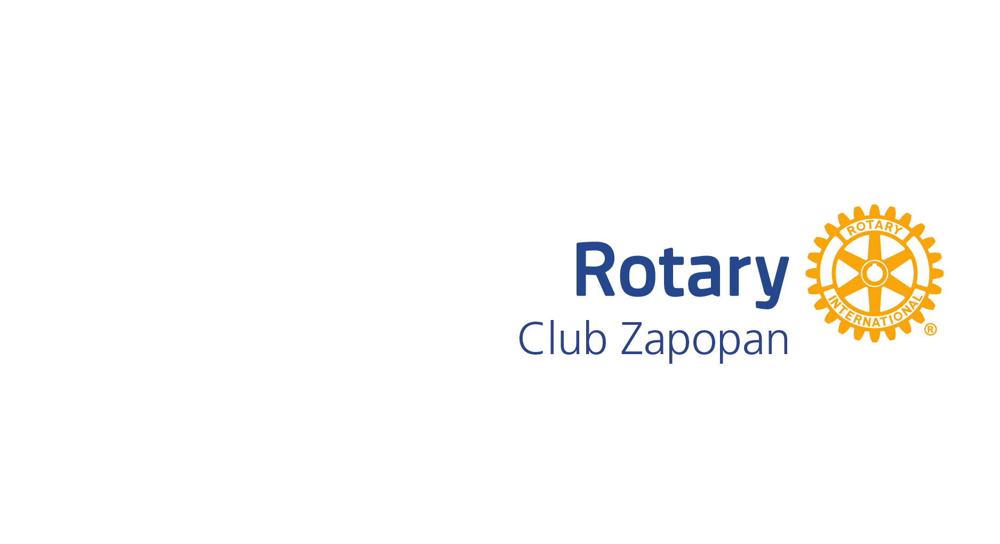 Rotary
Club Zapopan
ROTARY
INTERNATIONAL
®